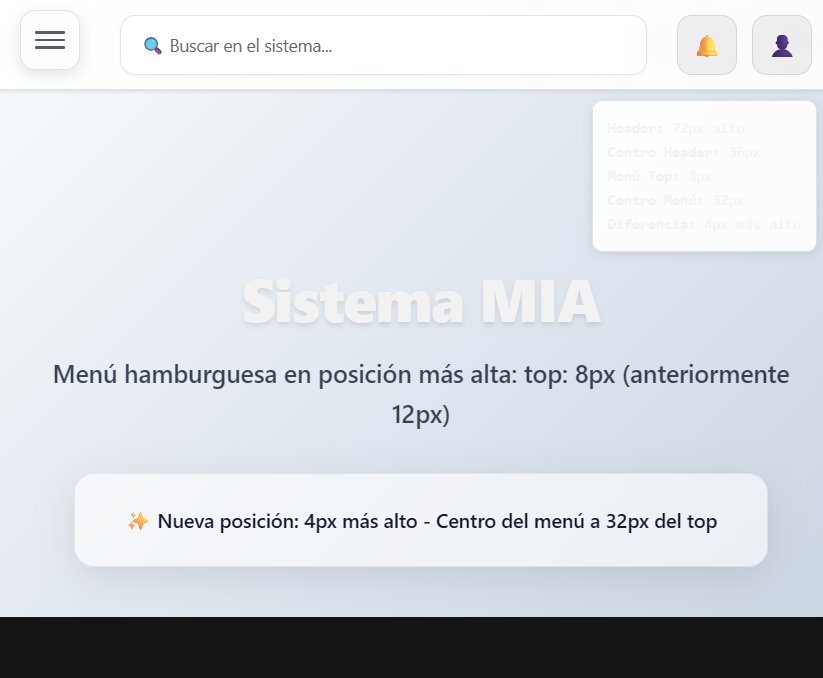 🔍 Buscar en el sistema...
Header: 72px alto
Centro Header: 36px
Menú Top: 8px
Centro Menú: 32px
Diferencia: 4px más alto
Sistema MIA
Menú hamburguesa en posición más alta: top: 8px (anteriormente
12px)
✨ Nueva posición: 4px más alto - Centro del menú a 32px del top